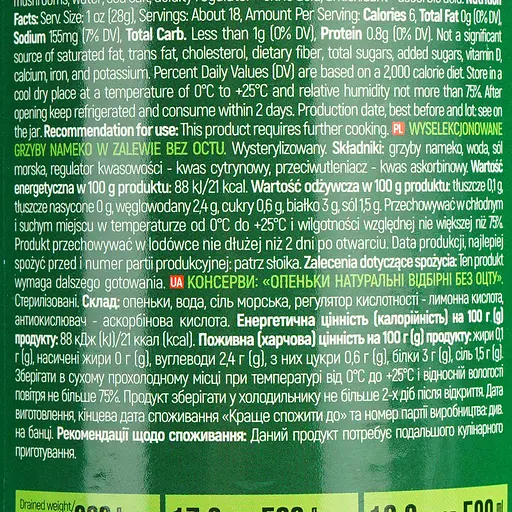 Facts: Serv. Size: 1 oz (28g), Servings: About 18, Amount Per Serving: Calories 6, Total Fat 0g (0% DV),
Sodium 155mg (7% DV), Total Carb. Less than 1g (0% DV), Protein 0.8g (0% DV). Not a significant
source of saturated fat, trans fat, cholesterol, dietary fiber, total sugars, added sugars, vitamin D,
calcium, iron, and potassium. Percent Daily Values (DV) are based on a 2,000 calorie diet. Store in a
cool dry place at a temperature of 0°C to +25°C and relative humidity not more than 75%. After
opening keep refrigerated and consume within 2 days. Production date, best before and lot: see on
the jar. Recommendation for use: This product requires further cooking. PL WYSELEKCJONOWANE
GRZYBY NAMEKO W ZALEWIE BEZ OCTU. Wysterylizowany. Składniki: grzyby nameko, woda, sól
morska, regulator kwasowości - kwas cytrynowy, przeciwutleniacz - kwas askorbinowy. Wartość
energetyczna w 100 g produktu: 88 kJ/21 kcal. Wartość odżywcza w 100 g produktu: tłuszcze 0,1 g,
tłuszcze nasycone 0 g, węglowodany 2,4 g, cukry 0,6 g, białko 3 g, sól 1,5 g. Przechowywać w chłodnym
i suchym miejscu w temperaturze od 0°C do +25°C i wilgotności względnej nie większej niż 75%.
Produkt przechowywać w lodówce nie dłużej niż 2 dni po otwarciu. Data produkcji, najlepiej
spożyć przed i numer partii produkcyjnej: patrz słoika. Zalecenia dotyczące spożycia: Ten produkt
wymaga dalszego gotowania. UA КОНСЕРВИ: «ОПЕНЬКИ НАТУРАЛЬНІ ВІДБІРНІ БЕЗ ОЦТУ».
Стерилізовані. Склад: опеньки, вода, сіль морська, регулятор кислотності - лимонна кислота,
антиокислювач - аскорбінова кислота. Енергетична цінність (калорійність) на 100 г (g)
продукту: 88 кДж (kJ)/21 ккал (kcal). Поживна (харчова) цінність на 100 г (g) продукту: жири 0,1
г (g), насичені жири 0 г (g), вуглеводи 2,4 г (g), з них цукри 0,6 г (g), білки 3 г (g), сіль 1,5 г (g).
Зберігати в сухому прохолодному місці при температурі від 0°C до +25°C і відносній вологості
повітря не більше 75%. Продукт зберігати у холодильнику не більше 2-х діб після відкриття. Дата
виготовлення, кінцева дата споживання «Краще спожити до» та номер партії виробництва: див.
на банці. Рекомендації щодо споживання: Даний продукт потребує подальшого кулінарного
приготування.
Drained weight/